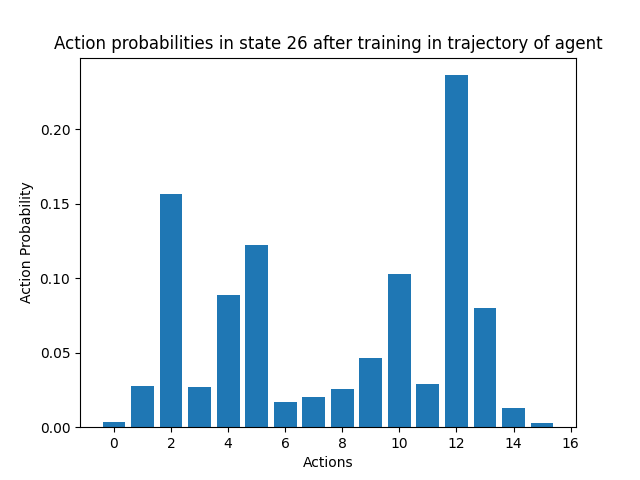 Action probabilities in state 26 after training in trajectory of agent
0.20
0.15
0.10
0.05
0.00
Action Probability
0 2 4 6 8 10 12 14 16
Actions